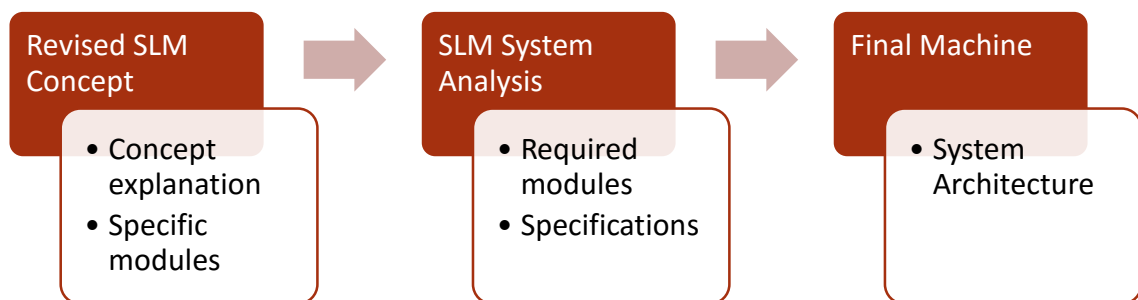 Revised SLM
Concept
• Concept
explanation
• Specific
modules
SLM System
Analysis
• Required
modules
• Specifications
Final Machine
• System
Architecture